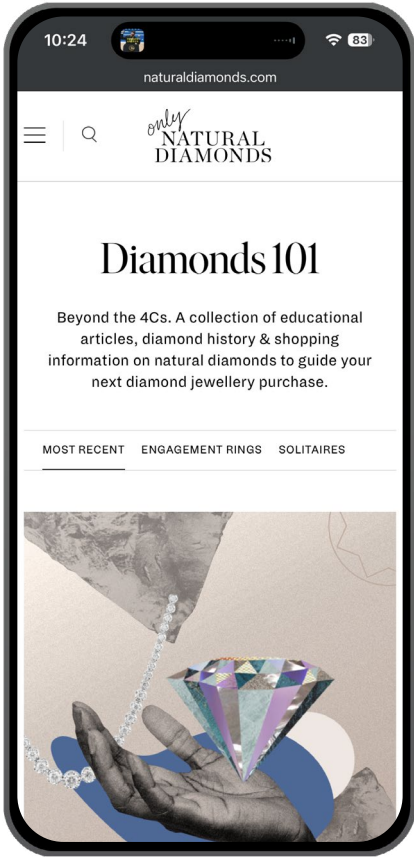 10:24
83
naturaldiamonds.com
only
NATURAL
DIAMONDS
Diamonds 101
Beyond the 4Cs. A collection of educational
articles, diamond history & shopping
information on natural diamonds to guide your
next diamond jewellery purchase.
MOST RECENT ENGAGEMENT RINGS SOLITAIRES